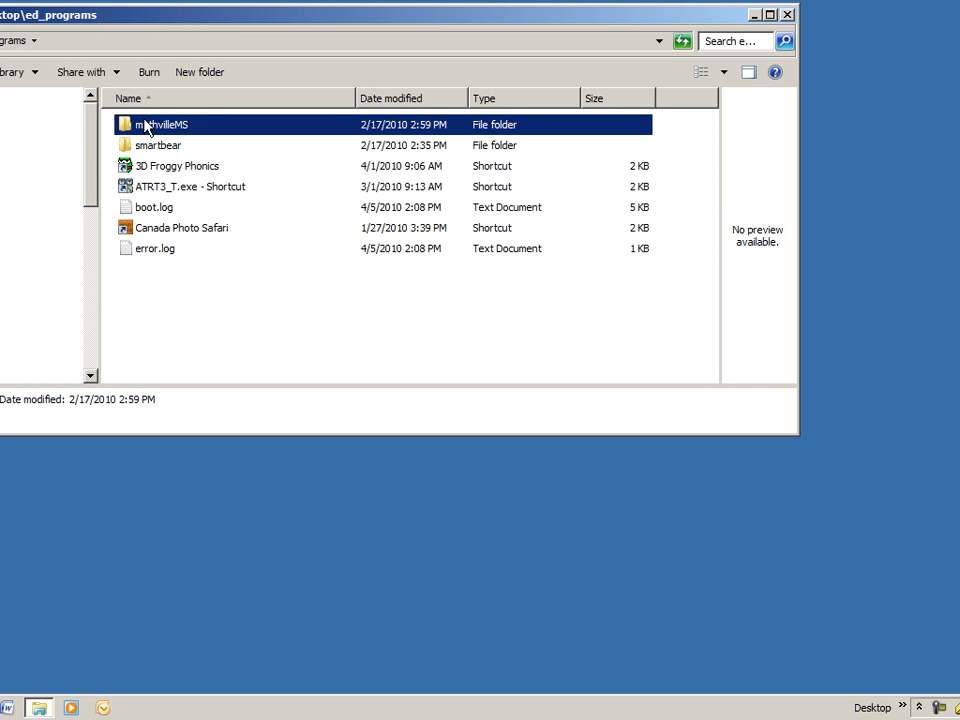 ktop\ed_programs
grams
Search e...
brary Share with Burn New folder
Name Date modified Type Size
mathvilleMS 2/17/2010 2:59 PM File folder
smartbear 2/17/2010 2:35 PM File folder
3D Froggy Phonics 4/1/2010 9:06 AM Shortcut 2 KB
ATRT3_T.exe - Shortcut 3/1/2010 9:13 AM Shortcut 2 KB
boot.log 4/5/2010 2:08 PM Text Document 5 KB
Canada Photo Safari 1/27/2010 3:39 PM Shortcut 2 KB
error.log 4/5/2010 2:08 PM Text Document 1 KB
No preview
available.
Date modified: 2/17/2010 2:59 PM
Desktop